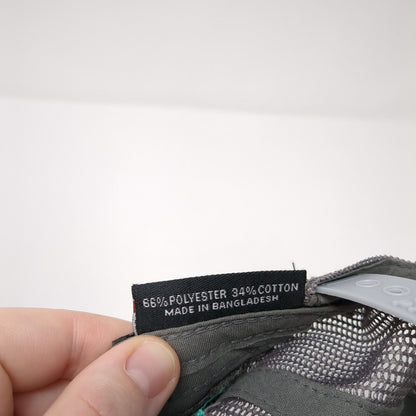 66% POLYESTER 34% COTTON
MADE IN BANGLADESH